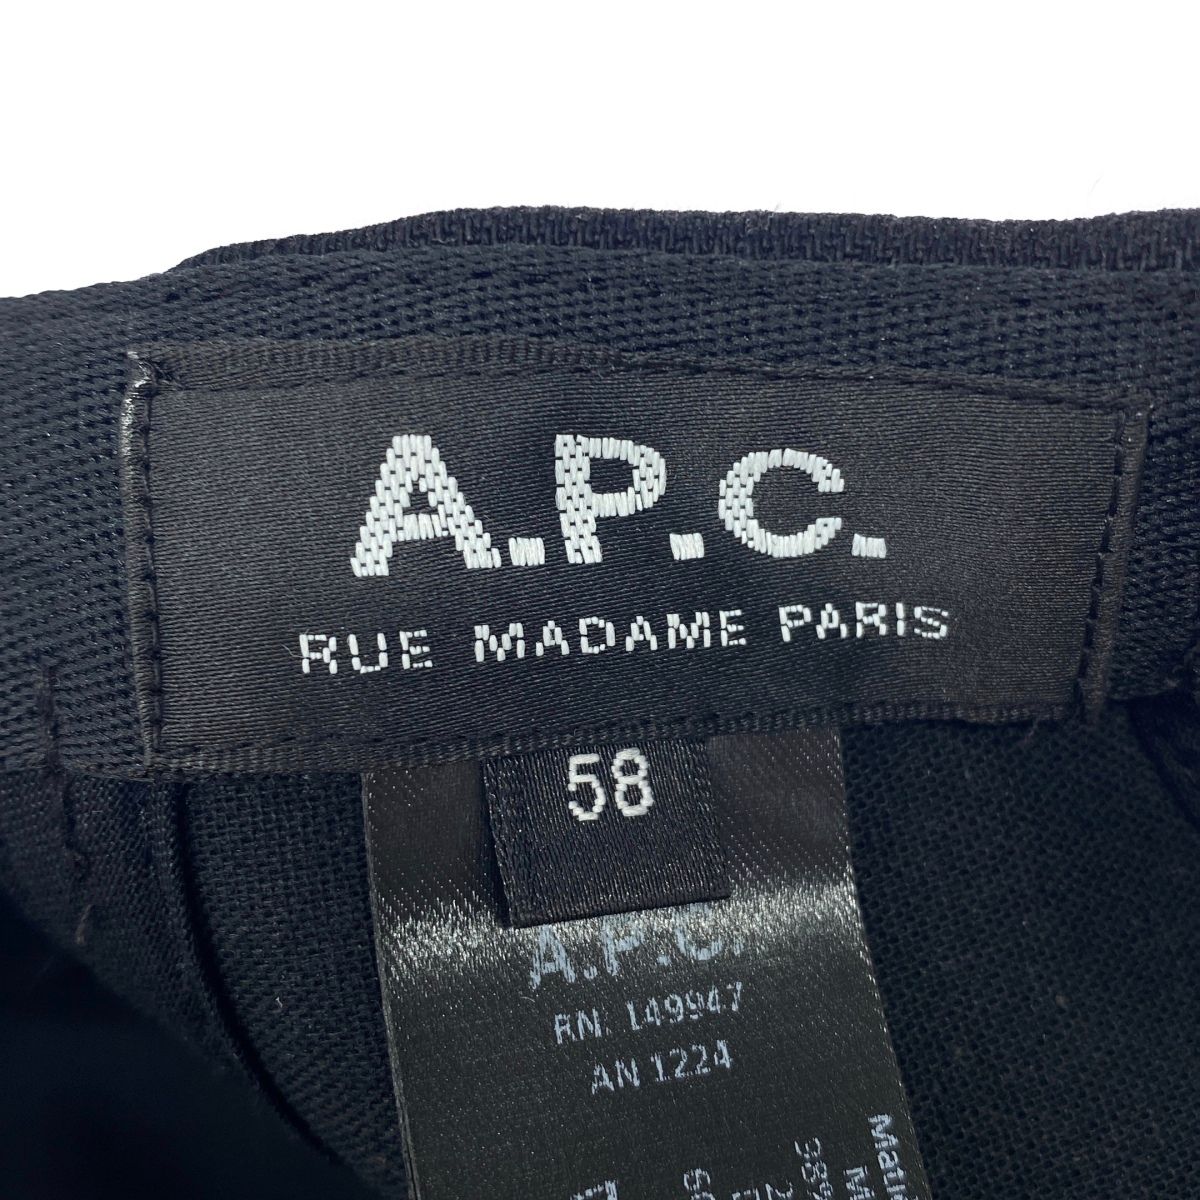 A.P.C.
RUE MADAME PARIS
58
A.P.C.
RN: 149947
AN 1224